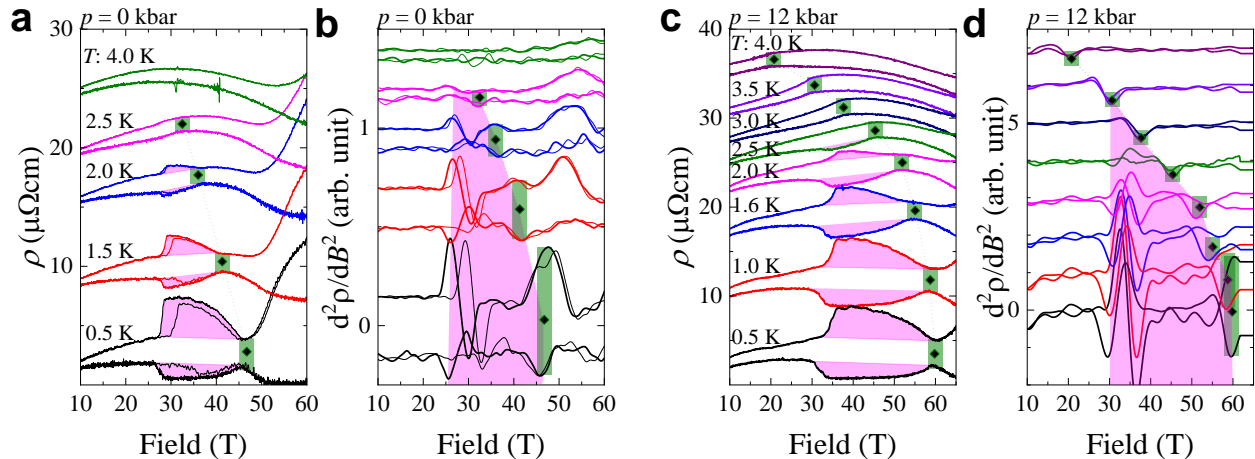 a
p = 0 kbar
30
20
10
ρ (μΩcm)
T: 4.0 K
2.5 K
2.0 K
1.5 K
0.5 K
10 20 30 40 50 60
Field (T)
b
p = 0 kbar
1
0
d²ρ/dB² (arb. unit)
10 20 30 40 50 60
Field (T)
c
p = 12 kbar
40
30
20
10
0
ρ (μΩcm)
T: 4.0 K
3.5 K
3.0 K
2.5 K
2.0 K
1.6 K
1.0 K
0.5 K
10 20 30 40 50 60
Field (T)
d
p = 12 kbar
5
0
d²ρ/dB² (arb. unit)
10 20 30 40 50 60
Field (T)